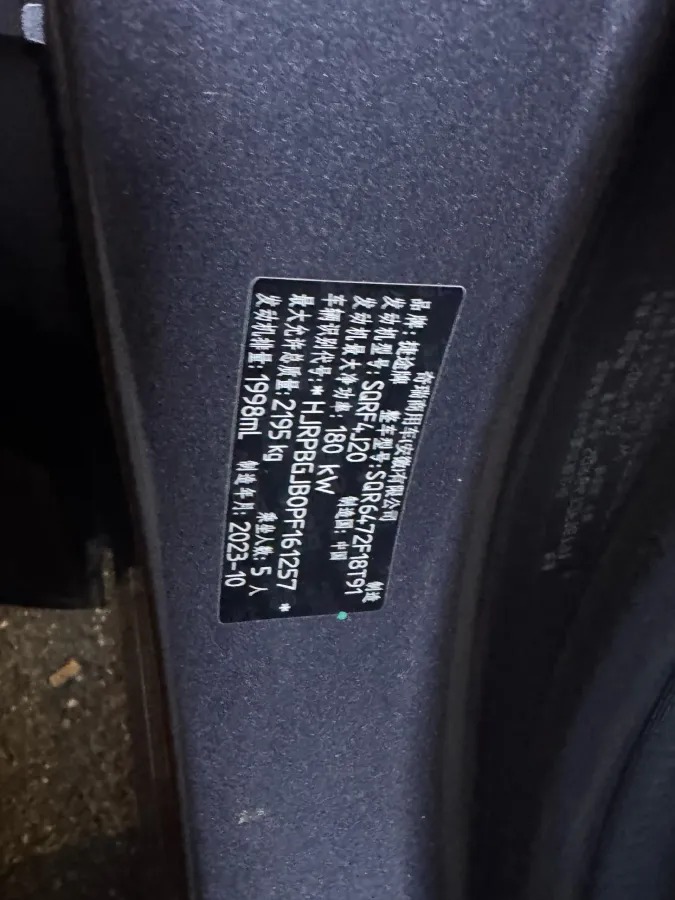 奇瑞商用车(安徽)有限公司 制造
品牌:捷途牌 整车型号:SQR6472F18T91
发动机型号:SQRF4J20 制造国:中国
发动机最大净功率:180 kW
车辆识别代号:*HJRPBGJB0PF161257*
最大允许总质量:2195 kg 乘坐人数:5 人
发动机排量:1998mL 制造年月:2023-10